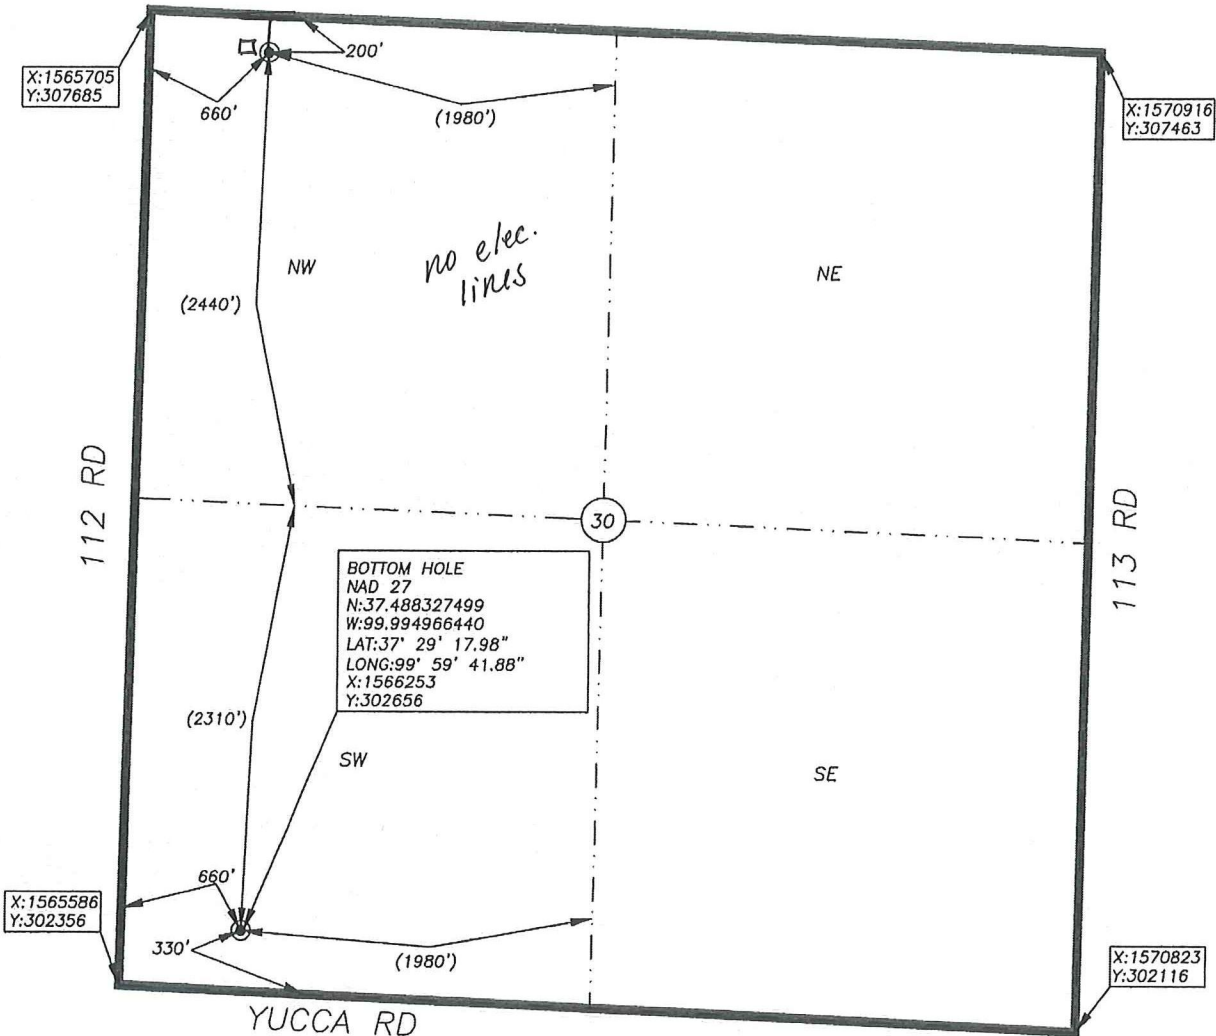 200'
X:1565705
Y:307685
660'
(1980')
X:1570916
Y:307463
no elec.
lines
NW
NE
(2440')
112 RD
113 RD
30
BOTTOM HOLE
NAD 27
N:37.488327499
W:99.994966440
LAT:37' 29' 17.98"
LONG:99' 59' 41.88"
X:1566253
Y:302656
(2310')
SW
SE
660'
X:1565586
Y:302356
330'
(1980')
X:1570823
Y:302116
YUCCA RD